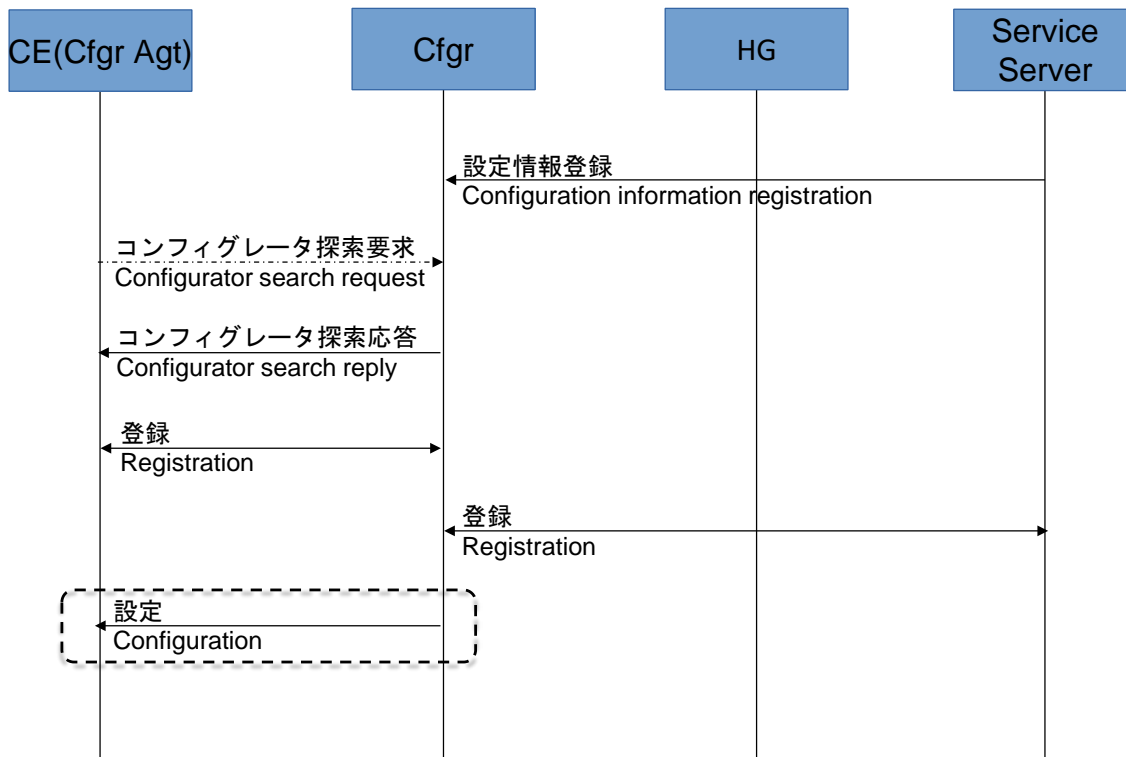 CE(Cfgr Agt)
Cfgr
HG
Service
Server
設定情報登録
Configuration information registration
コンフィグレータ探索要求
Configurator search request
コンフィグレータ探索応答
Configurator search reply
登録
Registration
登録
Registration
設定
Configuration